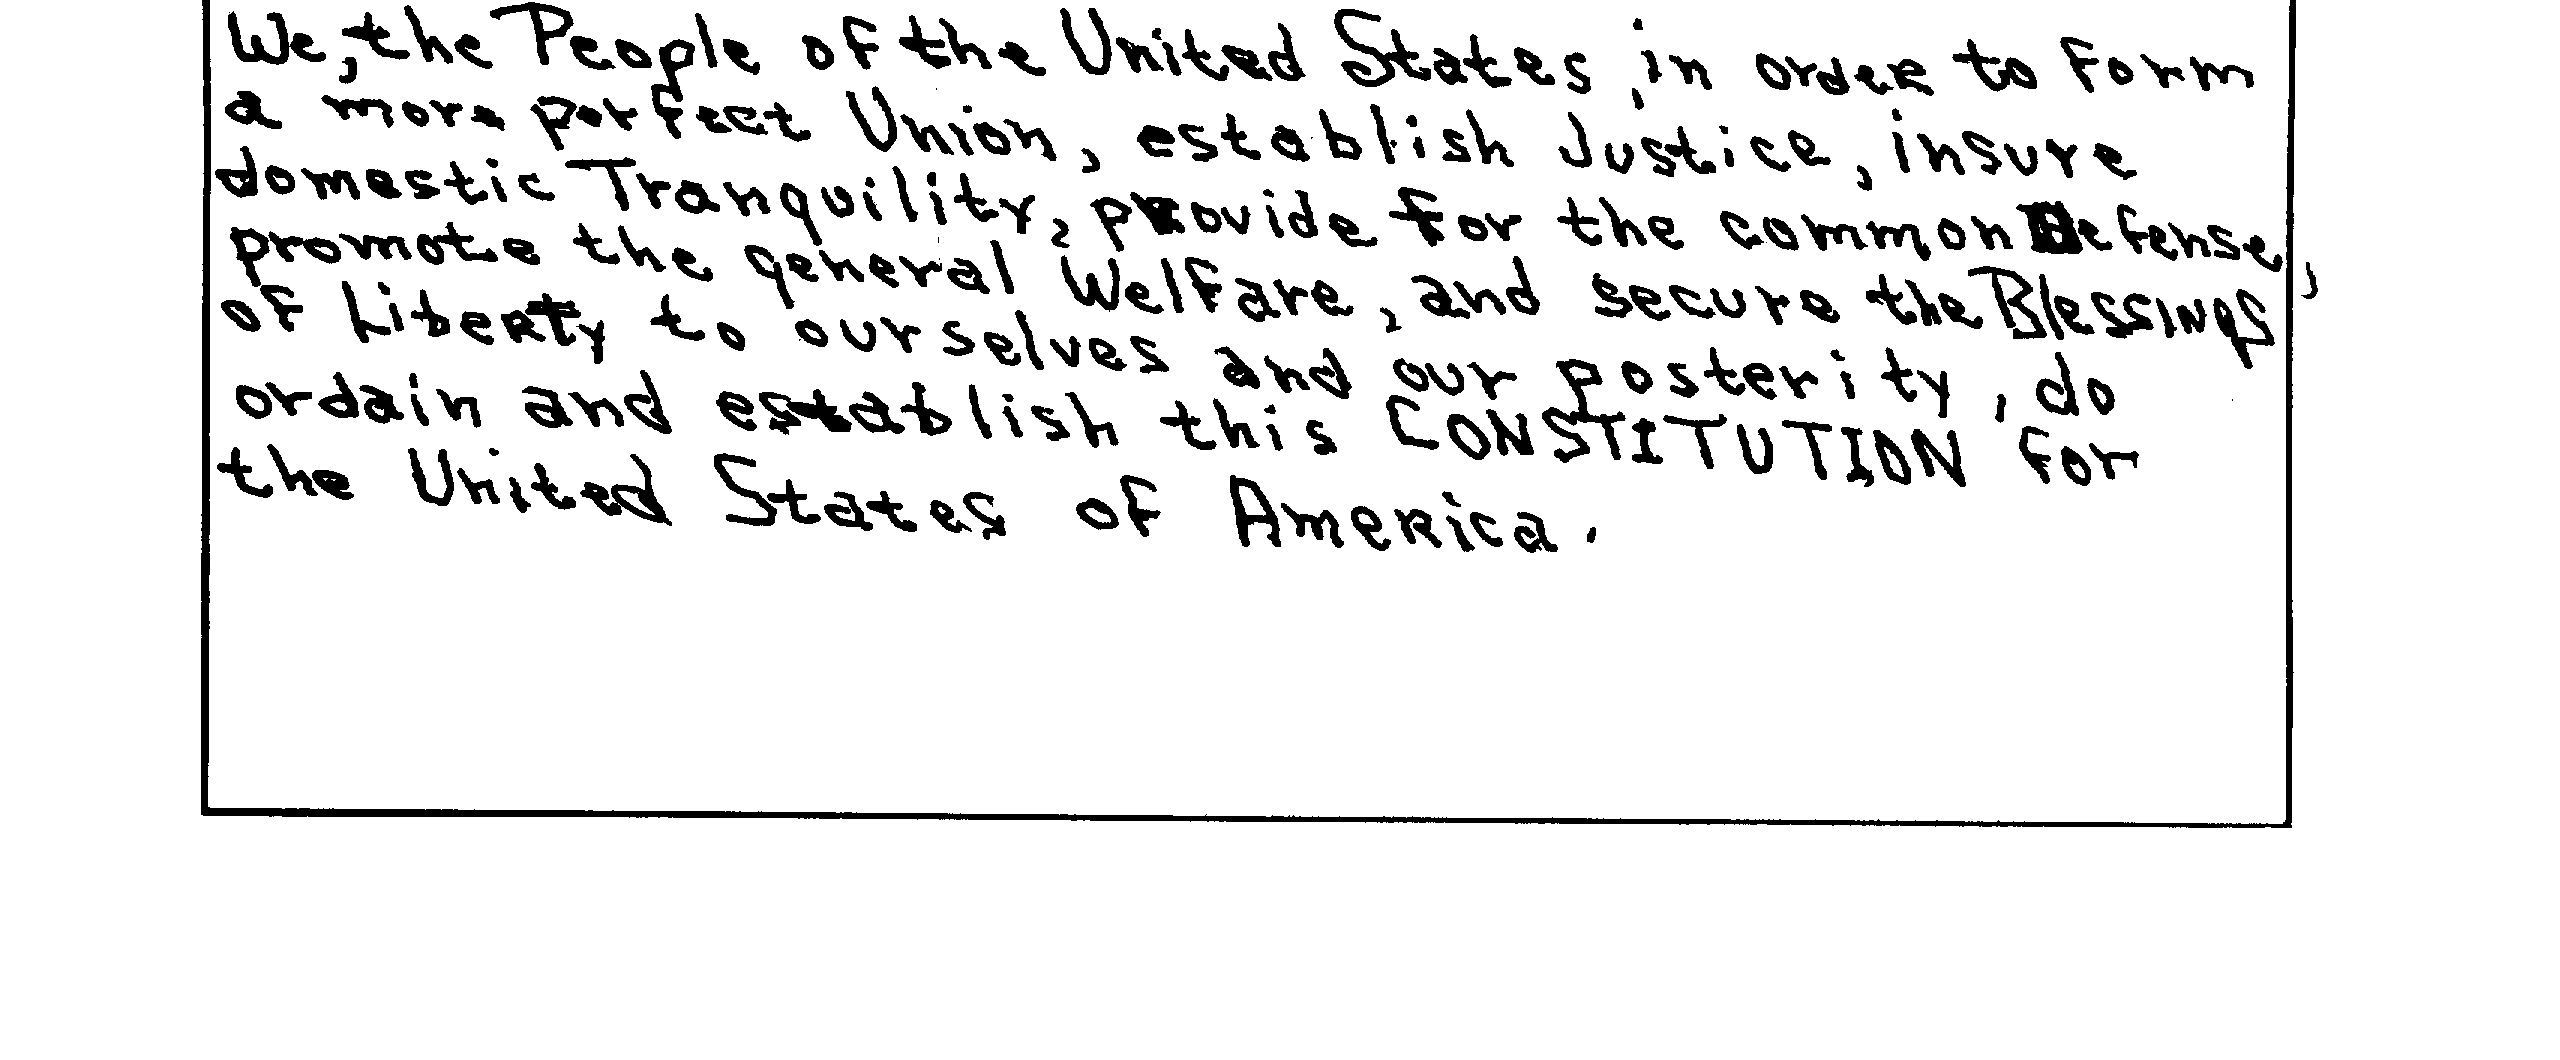 We, the People of the United States, in order to form
a more perfect Union, establish Justice, insure
domestic Tranquility, provide for the common Defense,
promote the general Welfare, and secure the Blessings
of Liberty to ourselves and our posterity, do
ordain and establish this CONSTITUTION for
the United States of America.